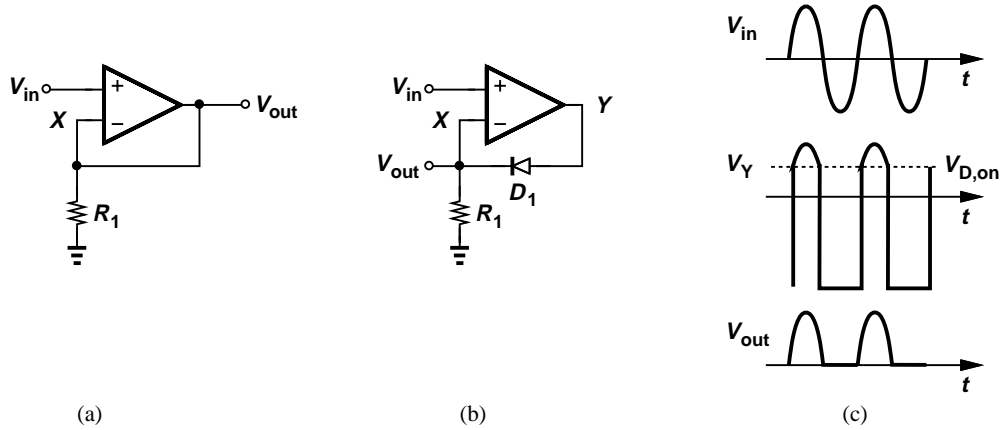 V_in
+
−
X
V_out
R_1
(a)
V_in
+
−
X
Y
V_out
D_1
R_1
(b)
V_in
t
V_Y
V_D,on
t
V_out
t
(c)